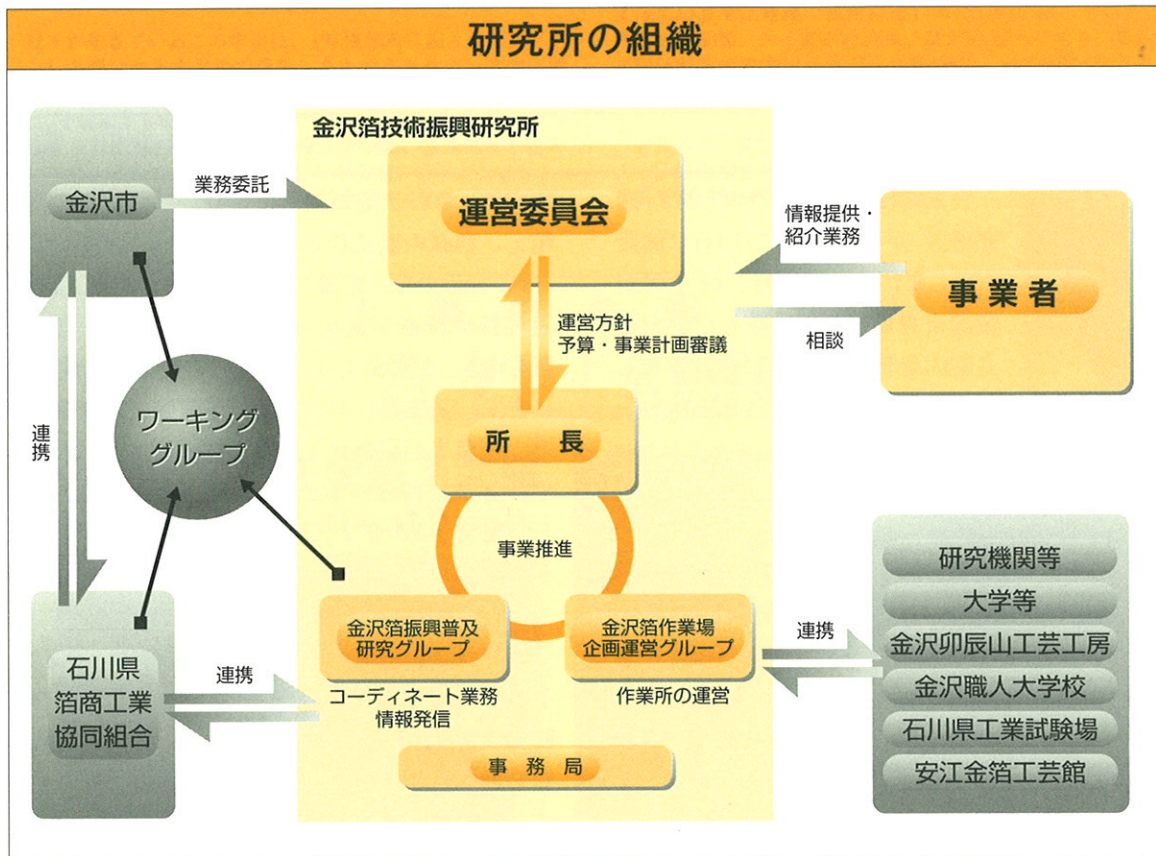 研究所の組織
金沢箔技術振興研究所
金沢市
業務委託
運営委員会
情報提供・
紹介業務
事業者
相談
運営方針
予算・事業計画審議
所 長
ワーキング
グループ
連携
事業推進
金沢箔振興普及
研究グループ
コーディネート業務
情報発信
金沢箔作業場
企画運営グループ
作業所の運営
事務局
石川県
箔商工業
協同組合
連携
連携
研究機関等
大学等
金沢卯辰山工芸工房
金沢職人大学校
石川県工業試験場
安江金箔工芸館